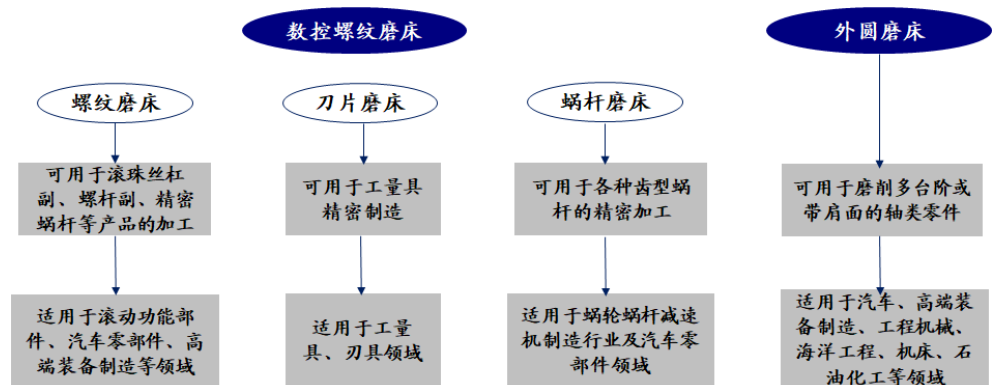 数控螺纹磨床
外圆磨床
螺纹磨床
刀片磨床
蜗杆磨床
可用于滚珠丝杠
副、螺杆副、精密
蜗杆等产品的加工
可用于工量具
精密制造
可用于各种齿型蜗
杆的精密加工
可用于磨削多台阶或
带肩面的轴类零件
适用于滚动功能部
件、汽车零部件、高
端装备制造等领域
适用于工量
具、刃具领域
适用于蜗轮蜗杆减速
机制造行业及汽车零
部件领域
适用于汽车、高端装
备制造、工程机械、
海洋工程、机床、石
油化工等领域